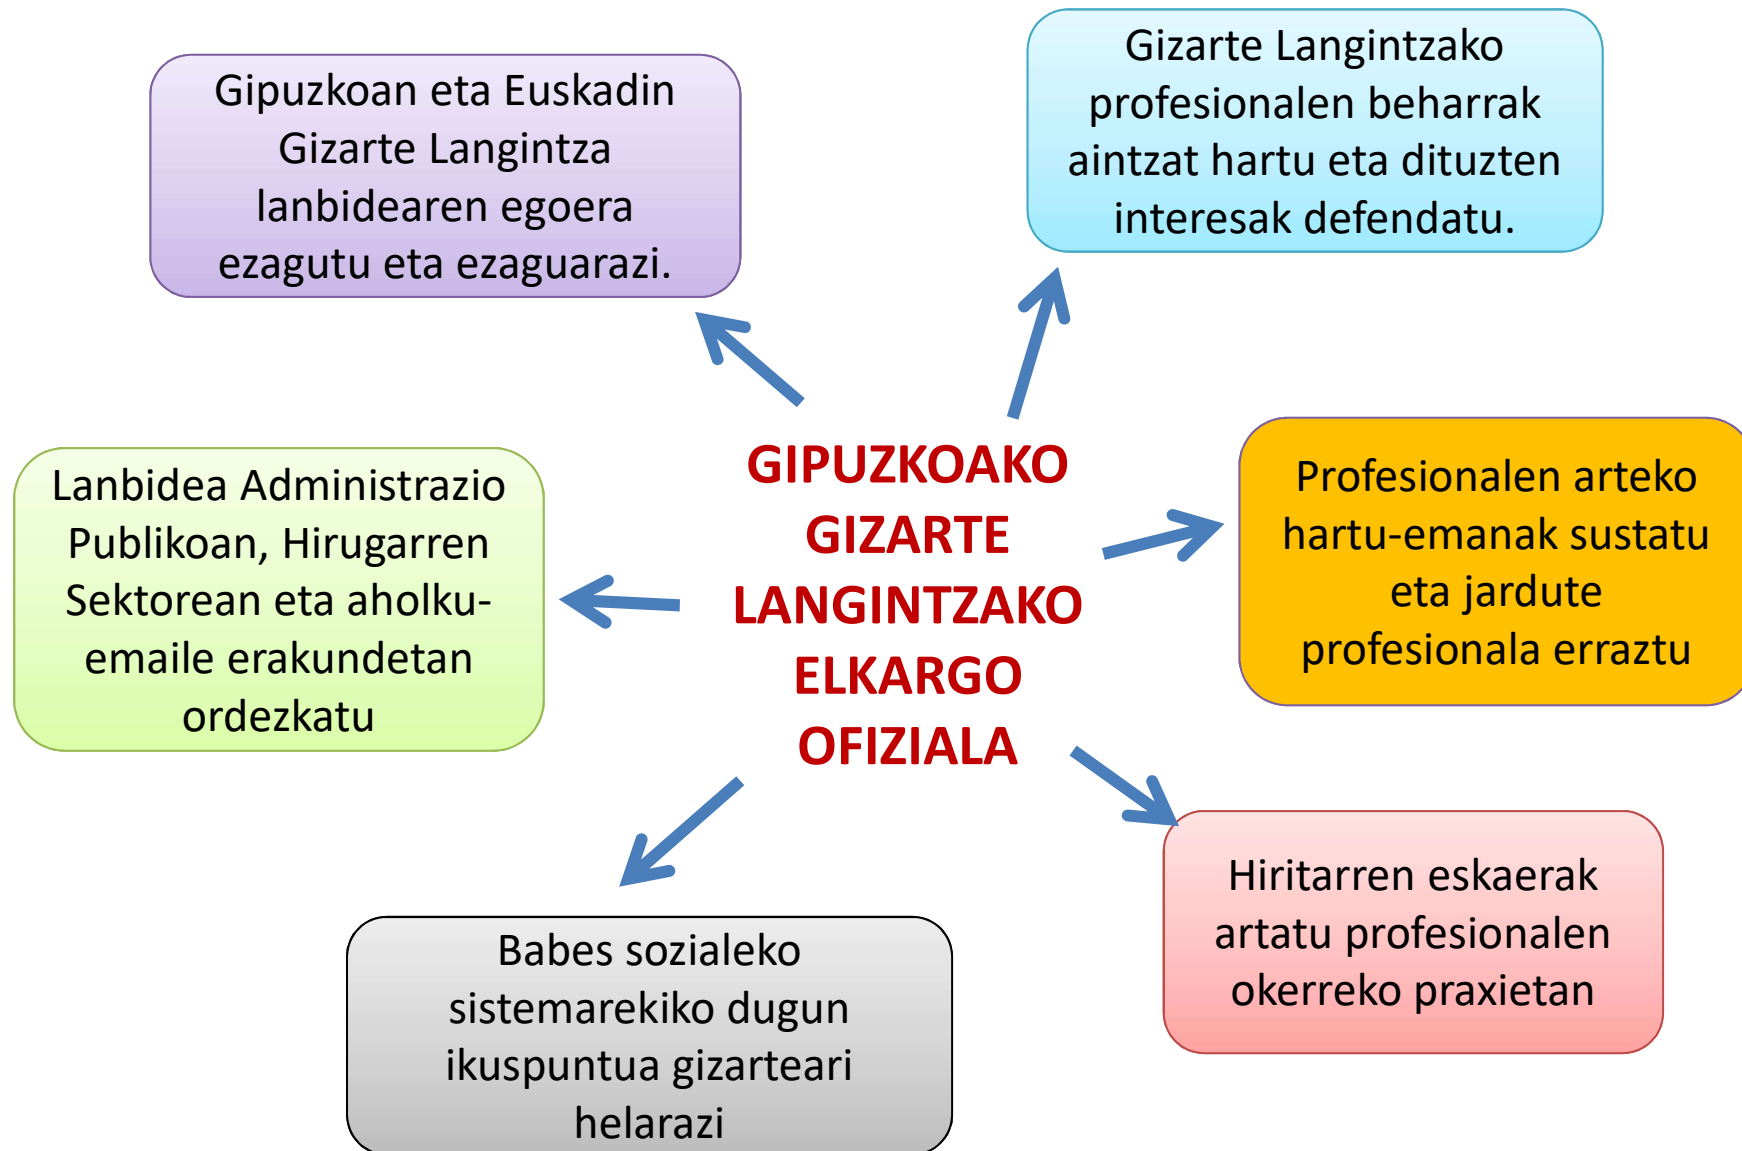 Gipuzkoan eta Euskadin
Gizarte Langintza
lanbidearen egoera
ezagutu eta ezaguarazi.
Gizarte Langintzako
profesionalen beharrak
aintzat hartu eta dituzten
interesak defendatu.
GIPUZKOAKO
GIZARTE
LANGINTZAKO
ELKARGO
OFIZIALA
Lanbidea Administrazio
Publikoan, Hirugarren
Sektorean eta aholku-
emaile erakundetan
ordezkatu
Profesionalen arteko
hartu-emanak sustatu
eta jardute
profesionala erraztu
Babes sozialeko
sistemarekiko dugun
ikuspuntua gizarteari
helarazi
Hiritarren eskaerak
artatu profesionalen
okerreko praxietan